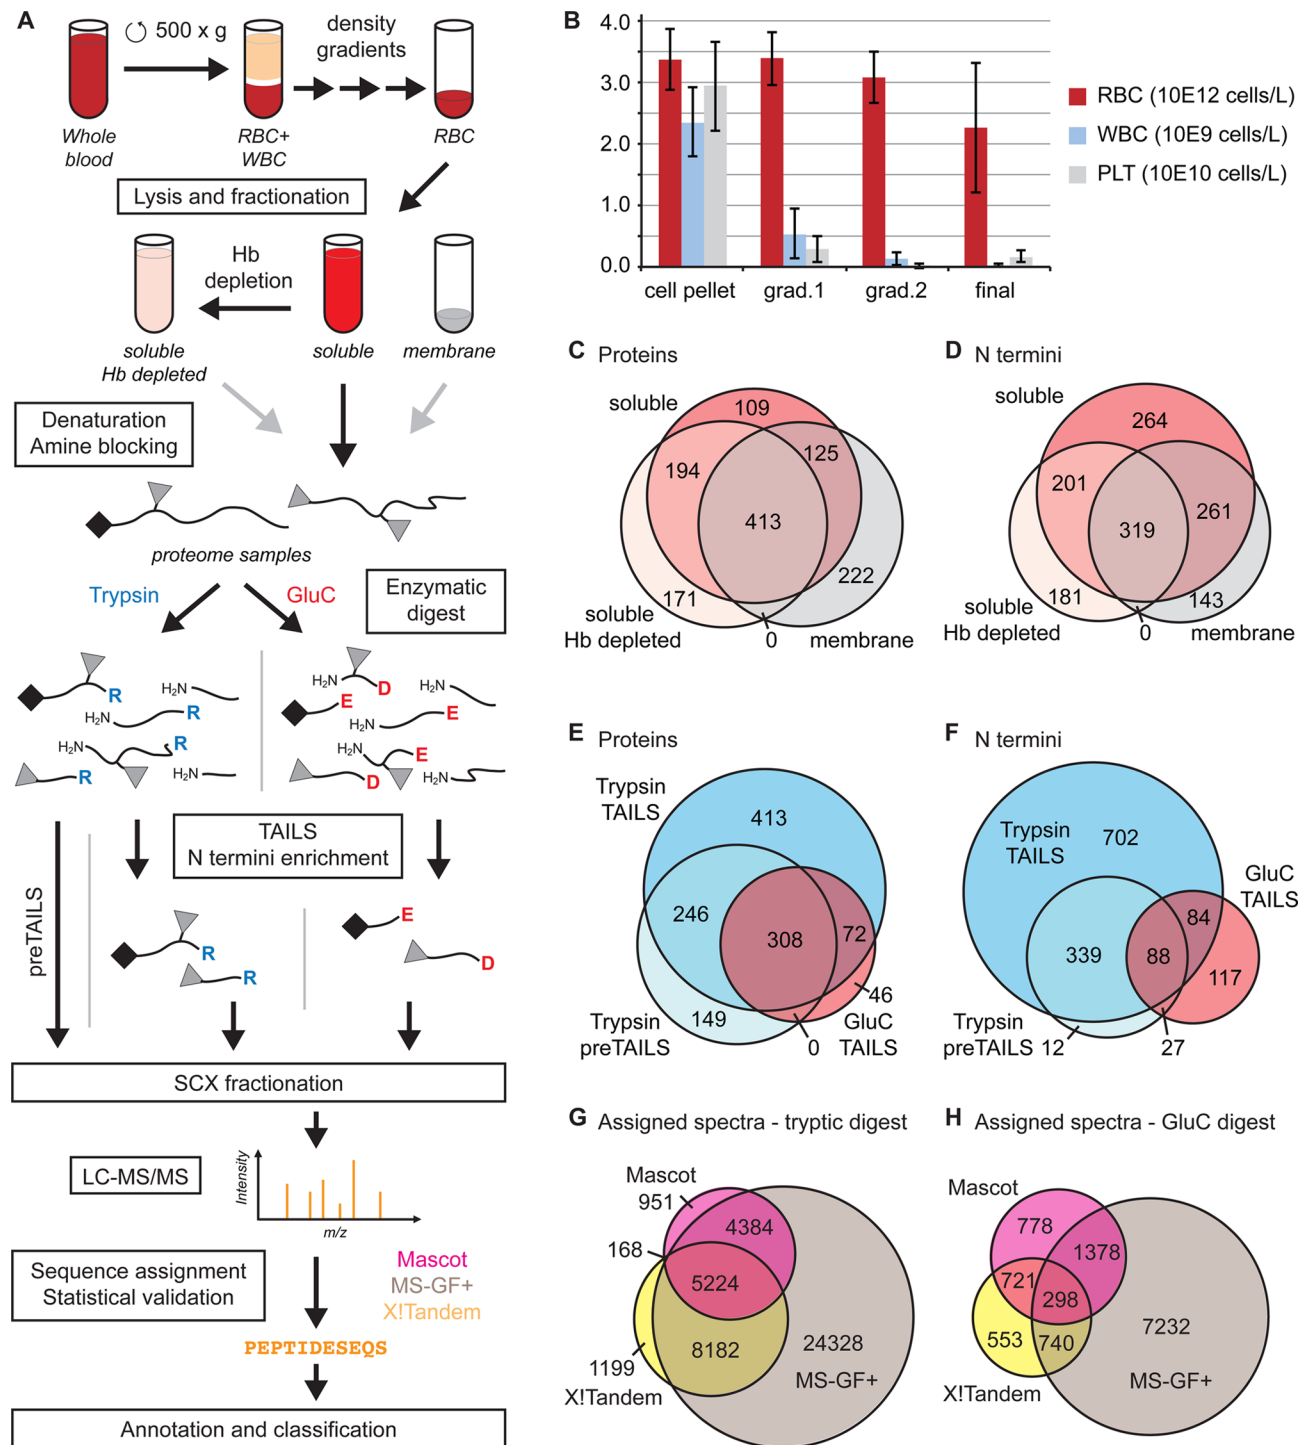 A
500 x g
density
gradients
Whole
blood
RBC+
WBC
RBC
Lysis and fractionation
Hb
depletion
soluble
Hb depleted
soluble
membrane
Denaturation
Amine blocking
proteome samples
Trypsin
GluC
Enzymatic
digest
R
H₂N
H₂N
R
H₂N
R
R
H₂N
H₂N
D
E
H₂N
H₂N
E
H₂N
E
D
H₂N
TAILS
N termini enrichment
preTAILS
R
R
E
D
SCX fractionation
LC-MS/MS
Intensity
m/z
Sequence assignment
Statistical validation
Mascot
MS-GF+
X!Tandem
PEPTIDESEQS
Annotation and classification
B
4.0
3.0
2.0
1.0
0.0
cell pellet
grad.1
grad.2
final
RBC (10E12 cells/L)
WBC (10E9 cells/L)
PLT (10E10 cells/L)
C Proteins
soluble
109
194
125
413
171
222
soluble
Hb depleted
0
membrane
D N termini
soluble
264
201
261
319
181
143
soluble
Hb depleted
0
membrane
E Proteins
Trypsin
TAILS
413
246
308
72
149
46
Trypsin
preTAILS
0
GluC
TAILS
F N termini
Trypsin
TAILS
702
GluC
TAILS
84
339
88
117
Trypsin
preTAILS
12
27
G Assigned spectra - tryptic digest
Mascot
951
4384
168
5224
8182
24328
1199
X!Tandem
MS-GF+
H Assigned spectra - GluC digest
Mascot
778
1378
721
298
553
740
7232
X!Tandem
MS-GF+